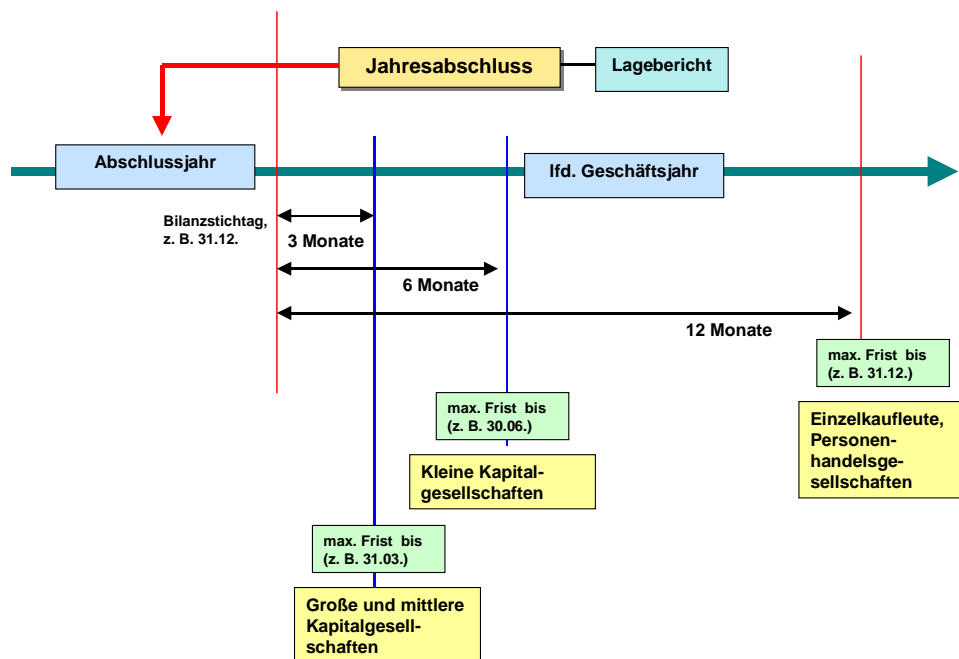 Jahresabschluss
Lagebericht
Abschlussjahr
lfd. Geschäftsjahr
Bilanzstichtag,
z. B. 31.12.
3 Monate
6 Monate
12 Monate
max. Frist bis
(z. B. 31.12.)
Einzelkaufleute,
Personen-
handelsge-
sellschaften
max. Frist bis
(z. B. 30.06.)
Kleine Kapital-
gesellschaften
max. Frist bis
(z. B. 31.03.)
Große und mittlere
Kapitalgesell-
schaften